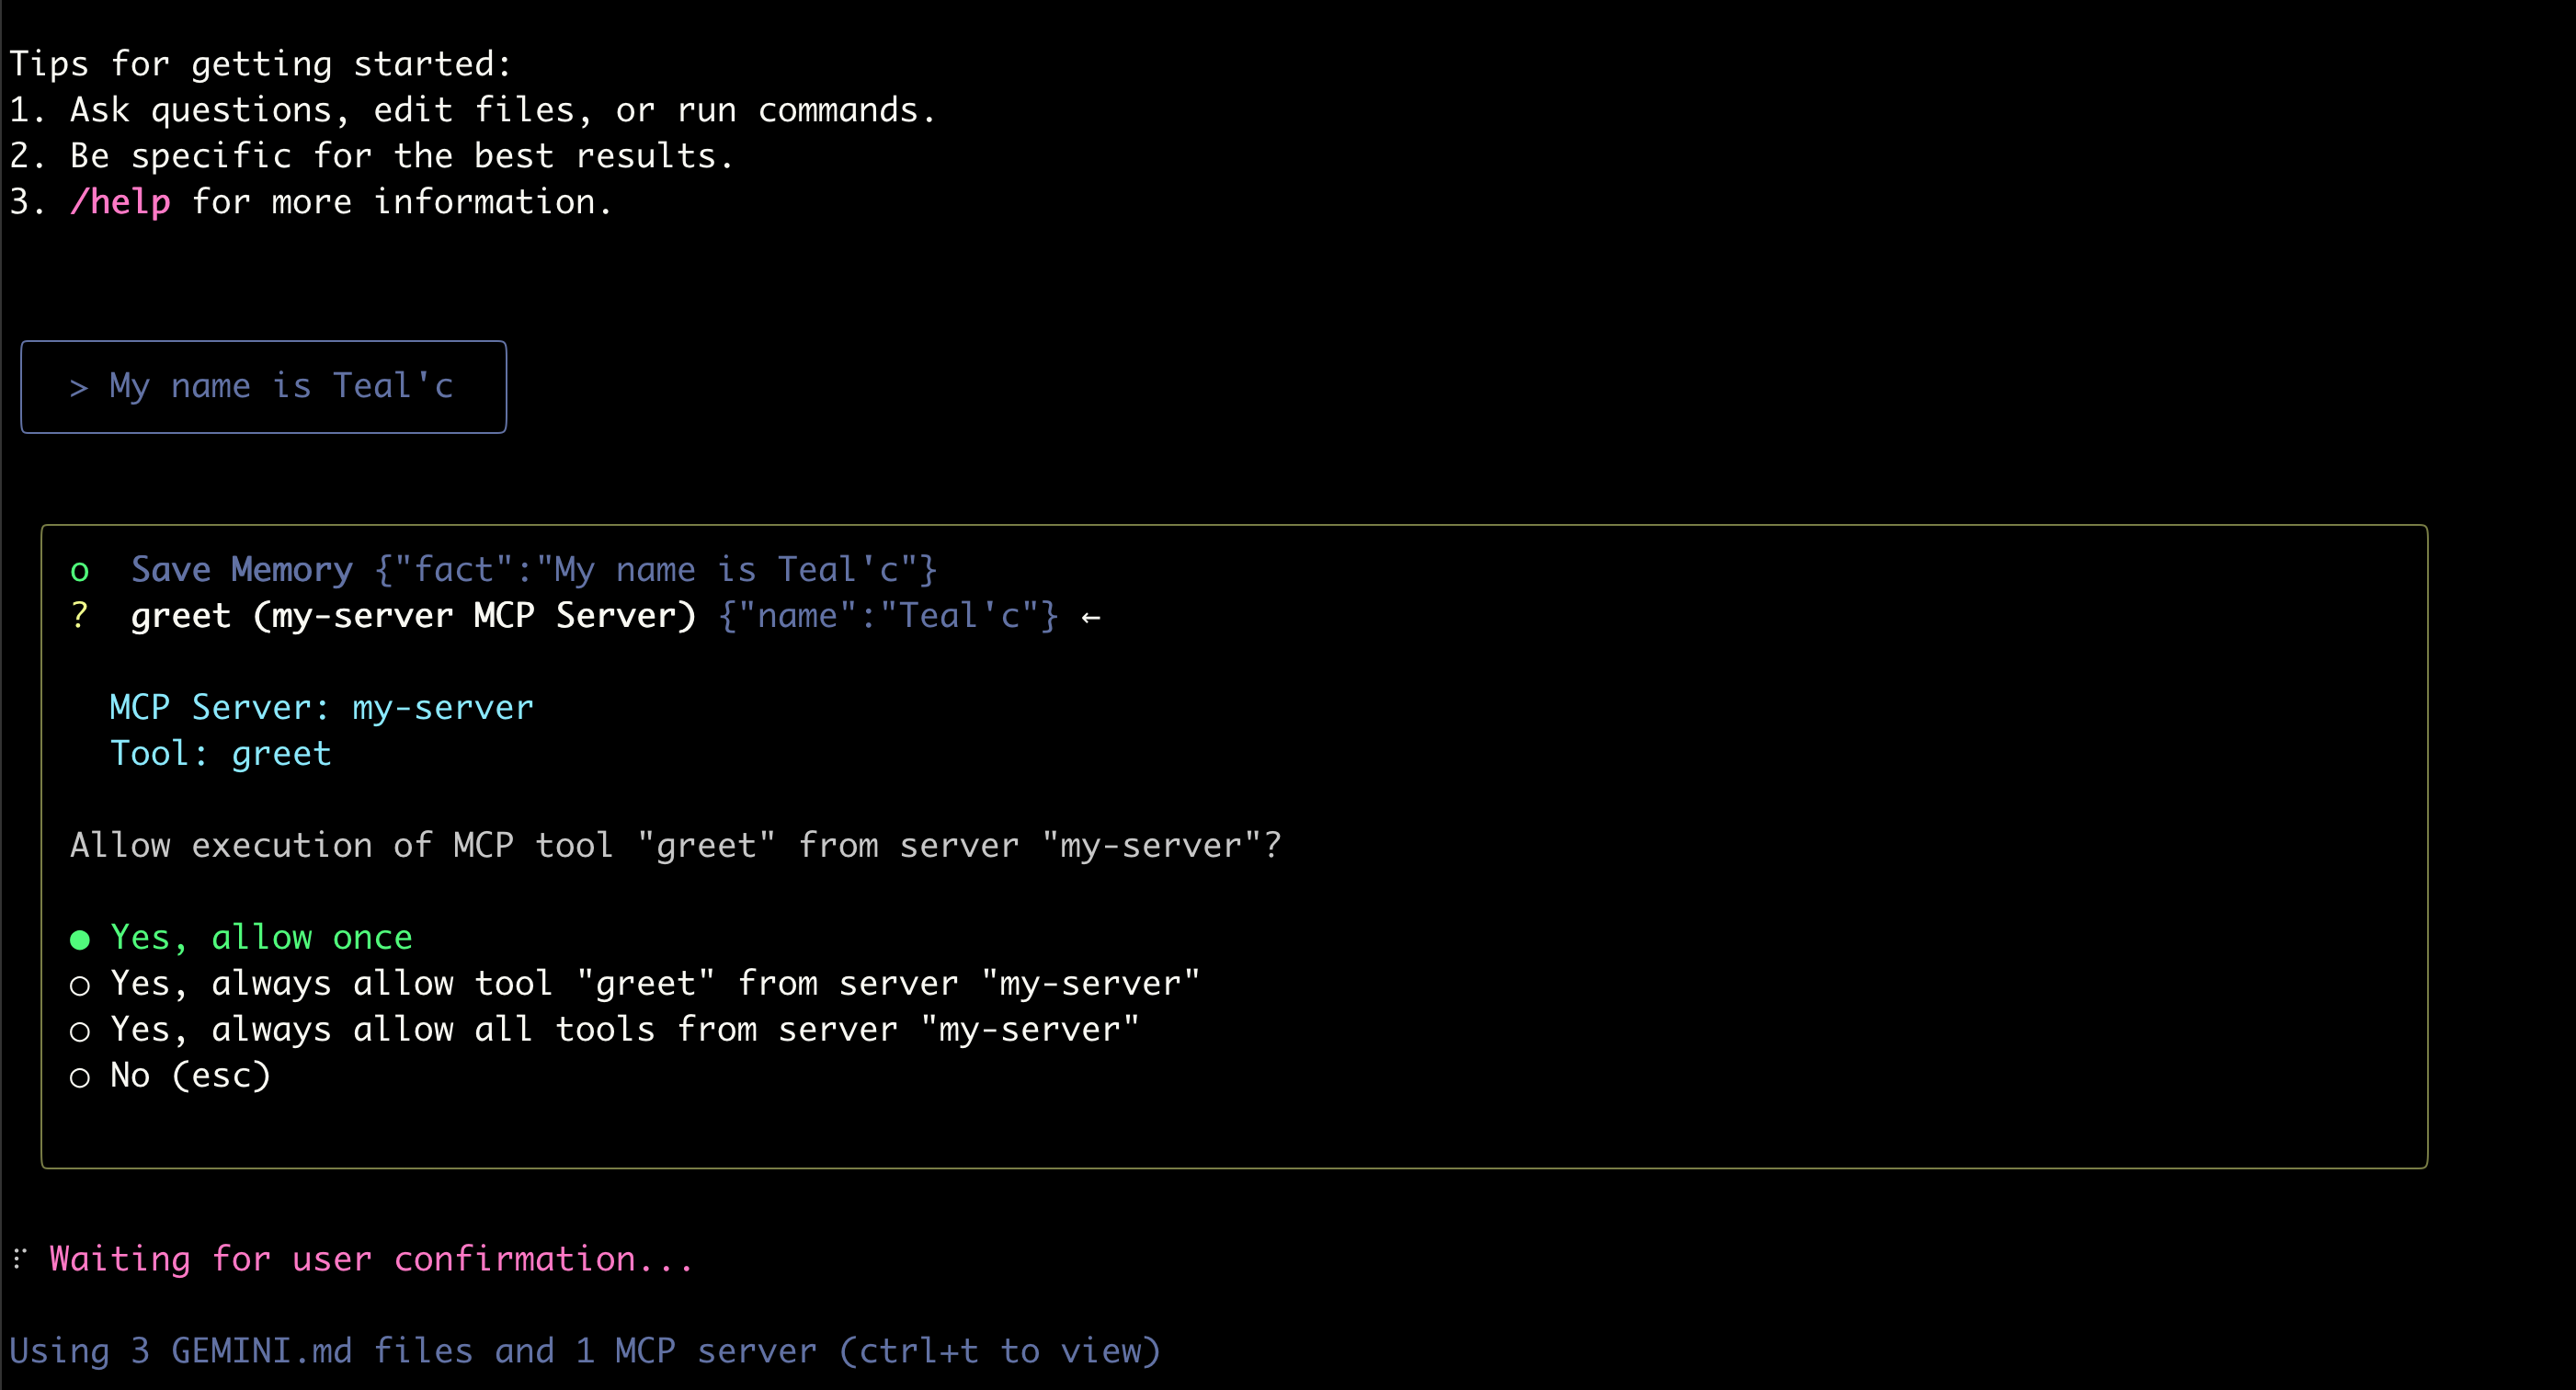 Tips for getting started:
1. Ask questions, edit files, or run commands.
2. Be specific for the best results.
3. /help for more information.
> My name is Teal'c
o  Save Memory {"fact":"My name is Teal'c"}
?  greet (my-server MCP Server) {"name":"Teal'c"} ←
MCP Server: my-server
Tool: greet
Allow execution of MCP tool "greet" from server "my-server"?
● Yes, allow once
○ Yes, always allow tool "greet" from server "my-server"
○ Yes, always allow all tools from server "my-server"
○ No (esc)
⠏ Waiting for user confirmation...
Using 3 GEMINI.md files and 1 MCP server (ctrl+t to view)